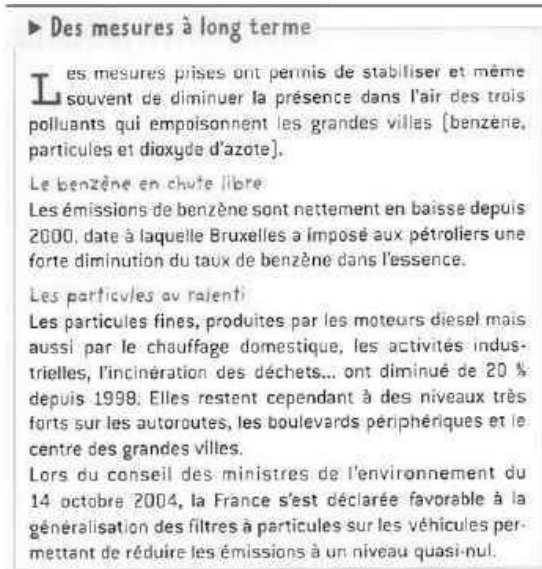 ▶ Des mesures à long terme
Les mesures prises ont permis de stabiliser et même
souvent de diminuer la présence dans l'air des trois
polluants qui empoisonnent les grandes villes (benzène,
particules et dioxyde d'azote).
Le benzène en chute libre
Les émissions de benzène sont nettement en baisse depuis
2000, date à laquelle Bruxelles a imposé aux pétroliers une
forte diminution du taux de benzène dans l'essence.
Les particules au ralenti
Les particules fines, produites par les moteurs diesel mais
aussi par le chauffage domestique, les activités indus-
trielles, l'incinération des déchets... ont diminué de 20 %
depuis 1998. Elles restent cependant à des niveaux très
forts sur les autoroutes, les boulevards périphériques et le
centre des grandes villes.
Lors du conseil des ministres de l'environnement du
14 octobre 2004, la France s'est déclarée favorable à la
généralisation des filtres à particules sur les véhicules per-
mettant de réduire les émissions à un niveau quasi-nul.